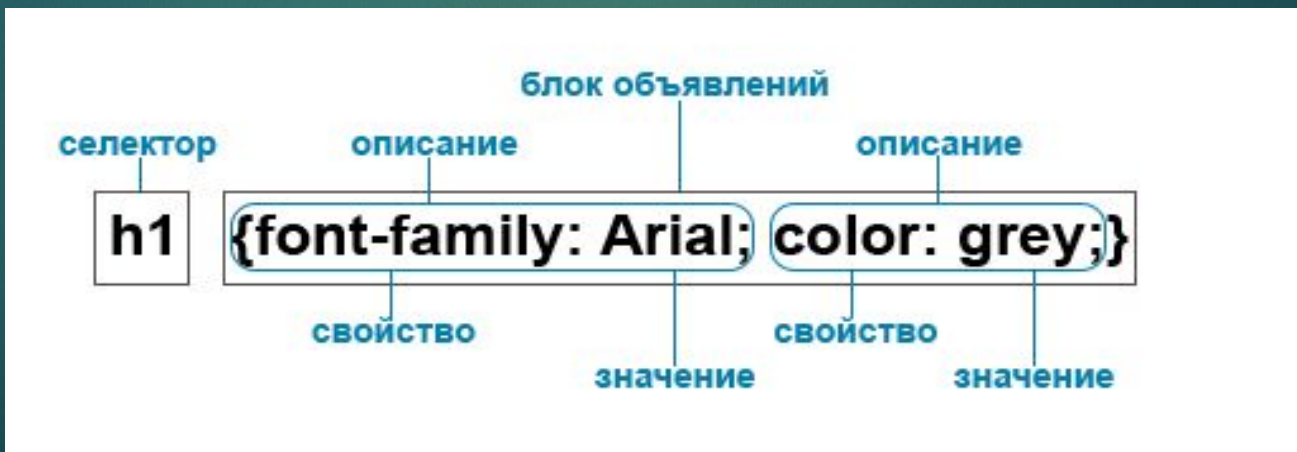 блок объявлений
селектор описание описание
h1 {font-family: Arial; color: grey;}
свойство свойство
значение значение